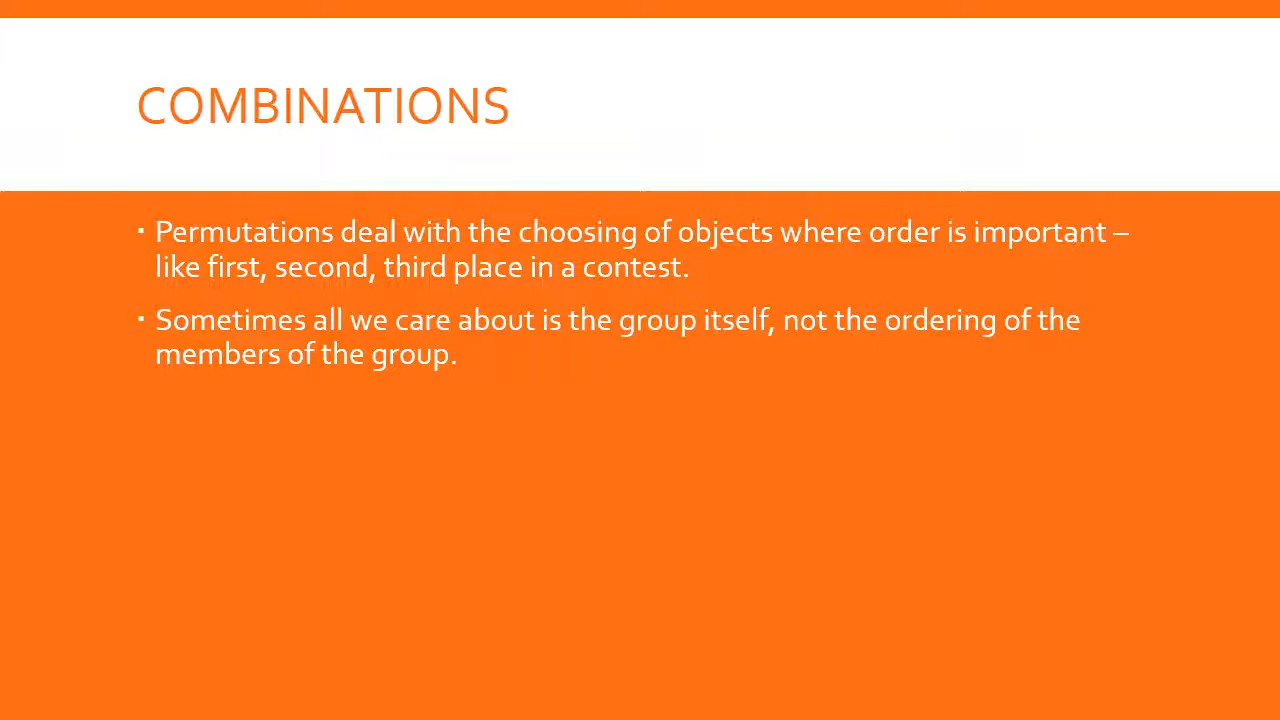 COMBINATIONS
▪ Permutations deal with the choosing of objects where order is important –
like first, second, third place in a contest.
▪ Sometimes all we care about is the group itself, not the ordering of the
members of the group.